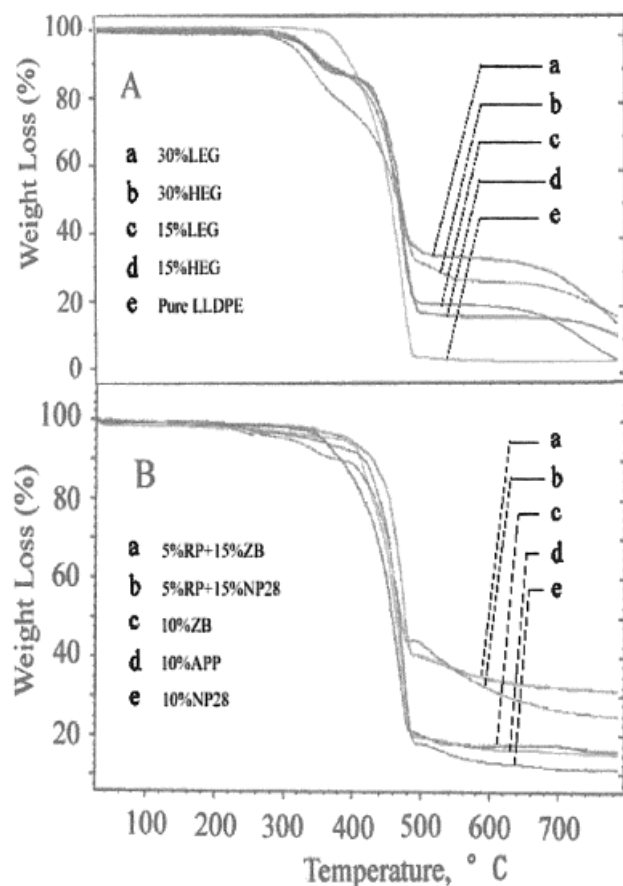 100
80
60
40
20
0
Weight Loss (%)
A
a 30%LEG
b 30%HEG
c 15%LEG
d 15%HEG
e Pure LLDPE
a
b
c
d
e
100
80
60
40
20
Weight Loss (%)
B
a 5%RP+15%ZB
b 5%RP+15%NP28
c 10%ZB
d 10%APP
e 10%NP28
a
b
c
d
e
100 200 300 400 500 600 700
Temperature, ° C